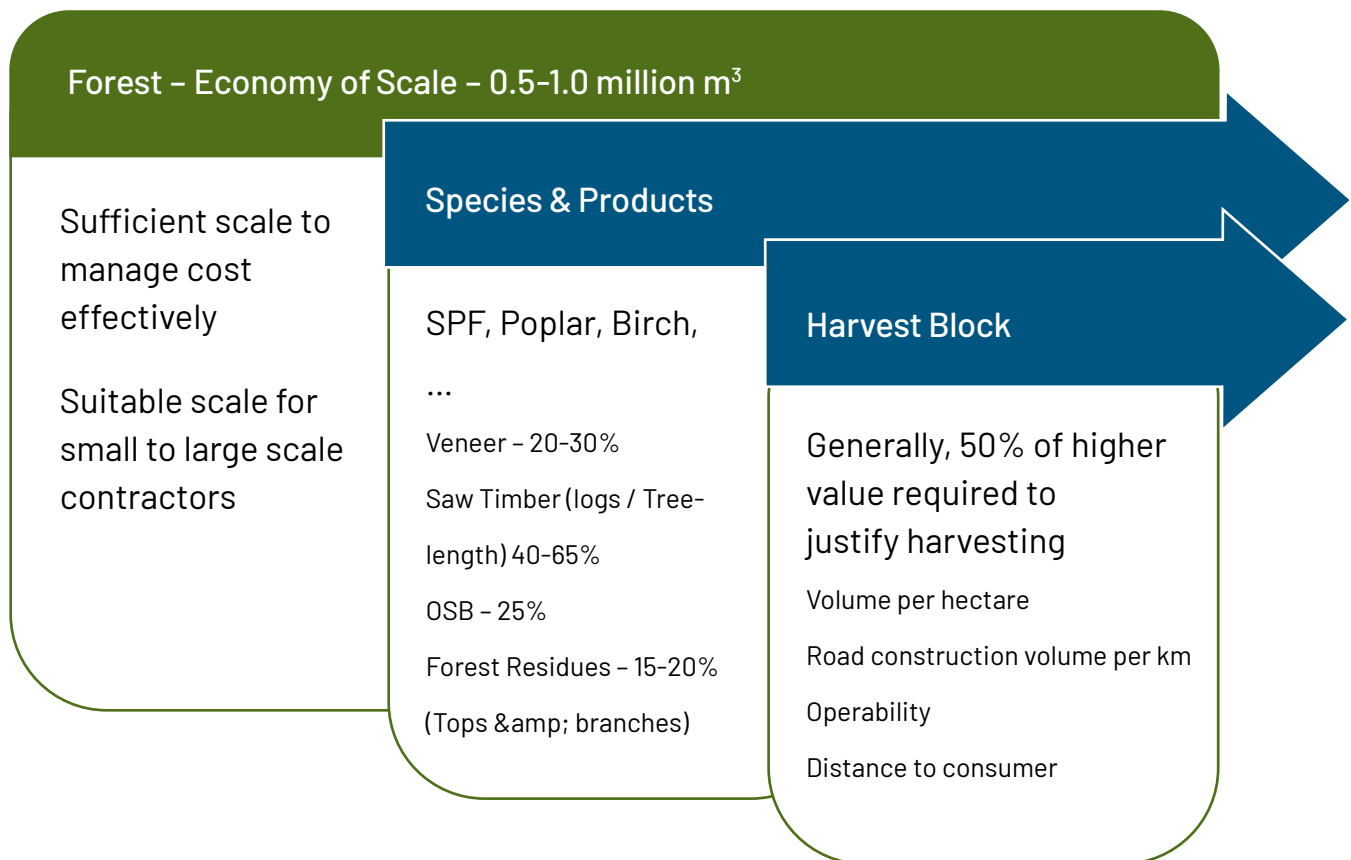 Forest – Economy of Scale – 0.5-1.0 million m³
Sufficient scale to
manage cost
effectively
Suitable scale for
small to large scale
contractors
Species & Products
SPF, Poplar, Birch,
...
Veneer – 20-30%
Saw Timber (logs / Tree-
length) 40-65%
OSB – 25%
Forest Residues – 15-20%
(Tops &amp; branches)
Harvest Block
Generally, 50% of higher
value required to
justify harvesting
Volume per hectare
Road construction volume per km
Operability
Distance to consumer